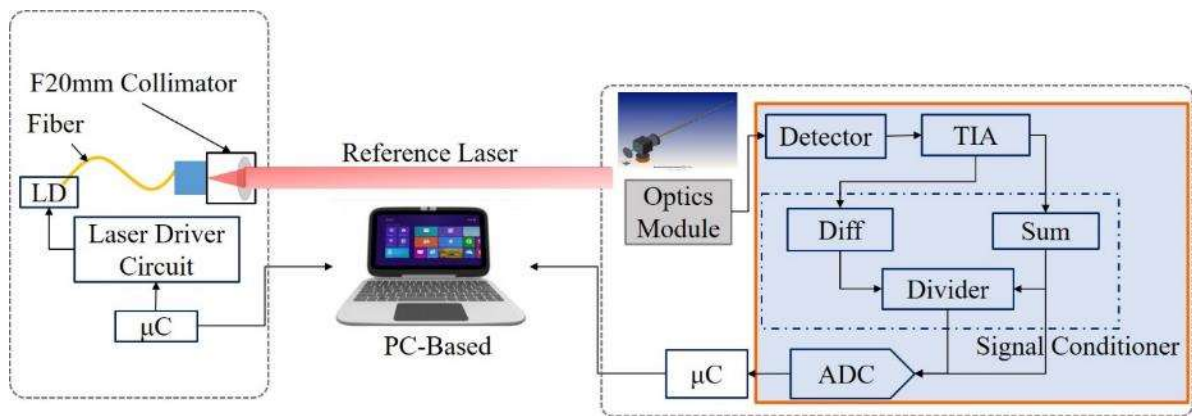 F20mm Collimator
Fiber
LD
Laser Driver
Circuit
μC
Reference Laser
PC-Based
Optics
Module
Detector
TIA
Diff
Sum
Divider
Signal Conditioner
ADC
μC